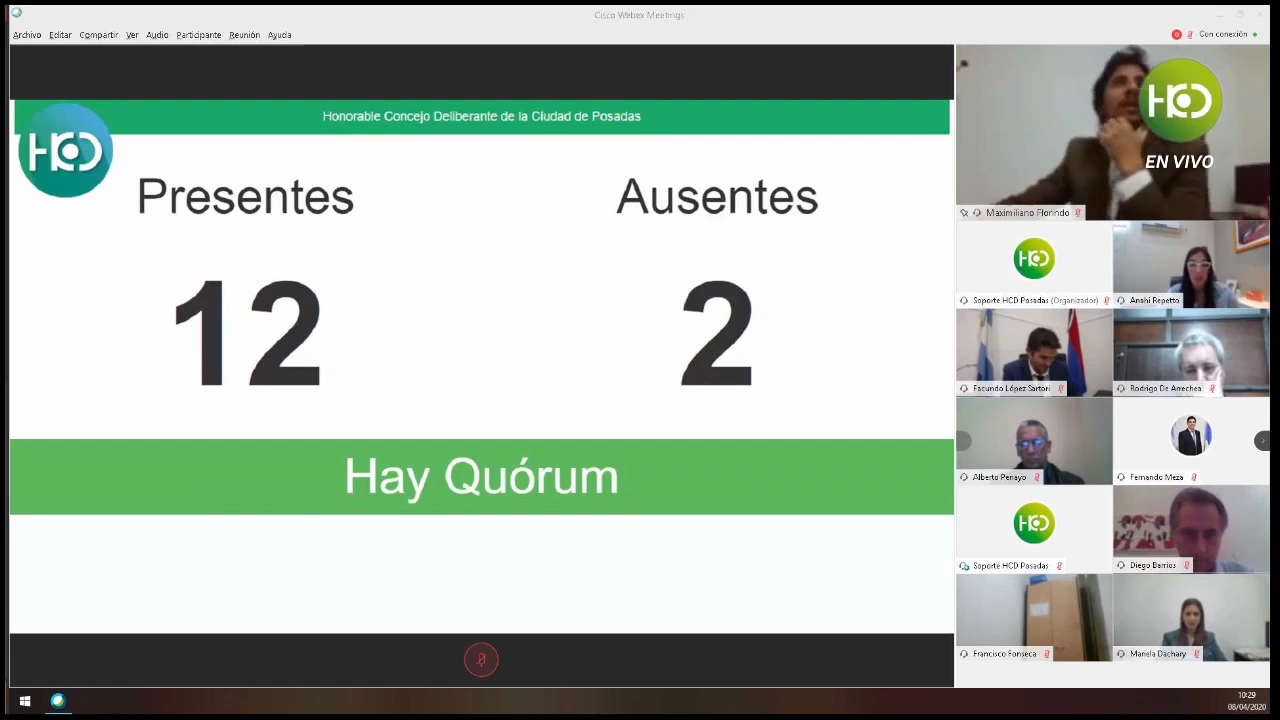 Cisco Webex Meetings
Archivo Editar Compartir Ver Audio Participante Reunión Ayuda
Con conexión
Honorable Concejo Deliberante de la Ciudad de Posadas
HCD
Presentes
Ausentes
12
2
Hay Quórum
HCD
EN VIVO
Maximiliano Florindo
HCD
Soporte HCD Posadas (Organizador)
Anahi Repetto
Facundo López Sartori
Rodrigo De Arrechea
Alberto Penayo
Fernando Meza
HCD
Soporte HCD Posadas
Diego Barrios
Francisco Fonseca
Mariela Dachary
10:29
08/04/2020